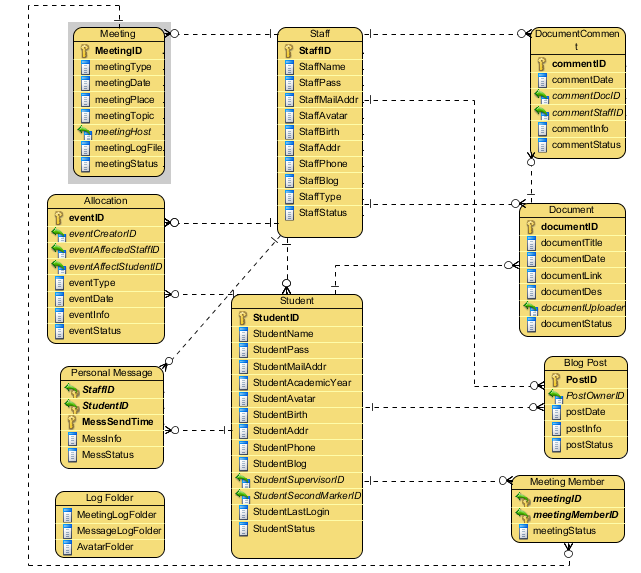 Meeting
MeetingID
meetingType
meetingDate
meetingPlace
meetingTopic
meetingHost
meetingLogFile.
meetingStatus
Staff
StaffID
StaffName
StaffPass
StaffMailAddr
StaffAvatar
StaffBirth
StaffAddr
StaffPhone
StaffBlog
StaffType
StaffStatus
DocumentCommen
t
commentID
commentDate
commentDocID
commentStaffID
commentInfo
commentStatus
Allocation
eventID
eventCreatorID
eventAffectedStaffID
eventAffectStudentID
eventType
eventDate
eventInfo
eventStatus
Document
documentID
documentTitle
documentDate
documentLink
documentDes
documentUploader
documentStatus
Student
StudentID
StudentName
StudentPass
StudentMailAddr
StudentAcademicYear
StudentAvatar
StudentBirth
StudentAddr
StudentPhone
StudentBlog
StudentSupervisorID
StudentSecondMarkerID
StudentLastLogin
StudentStatus
Personal Message
StaffID
StudentID
MessSendTime
MessInfo
MessStatus
Blog Post
PostID
PostOwnerID
postDate
postInfo
postStatus
Log Folder
MeetingLogFolder
MessageLogFolder
AvatarFolder
Meeting Member
meetingID
meetingMemberID
meetingStatus